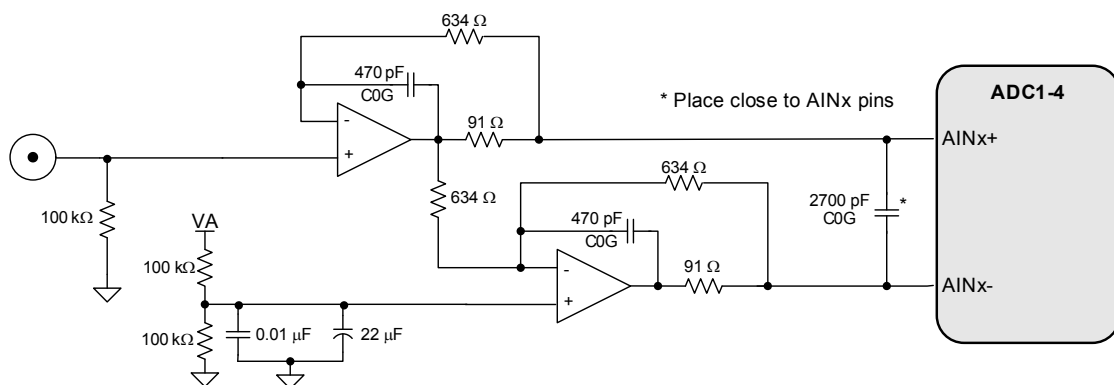 634 Ω
470 pF
C0G
* Place close to AINx pins
ADC1-4
-
+
91 Ω
AINx+
100 kΩ
634 Ω
634 Ω
2700 pF
C0G
*
VA
470 pF
C0G
100 kΩ
-
+
91 Ω
AINx-
100 kΩ
0.01 µF
22 µF